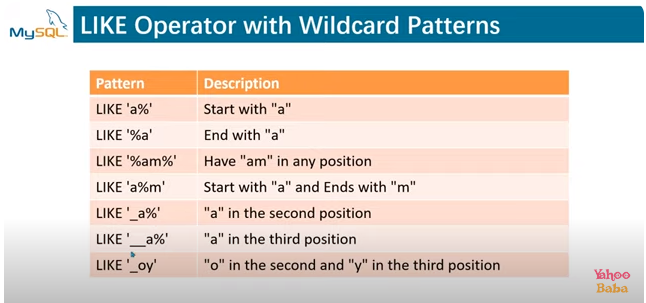 MySQL LIKE Operator with Wildcard Patterns
Pattern Description
LIKE 'a%' Start with "a"
LIKE '%a' End with "a"
LIKE '%am%' Have "am" in any position
LIKE 'a%m' Start with "a" and Ends with "m"
LIKE '_a%' "a" in the second position
LIKE '__a%' "a" in the third position
LIKE '_oy' "o" in the second and "y" in the third position
Yahoo
Baba